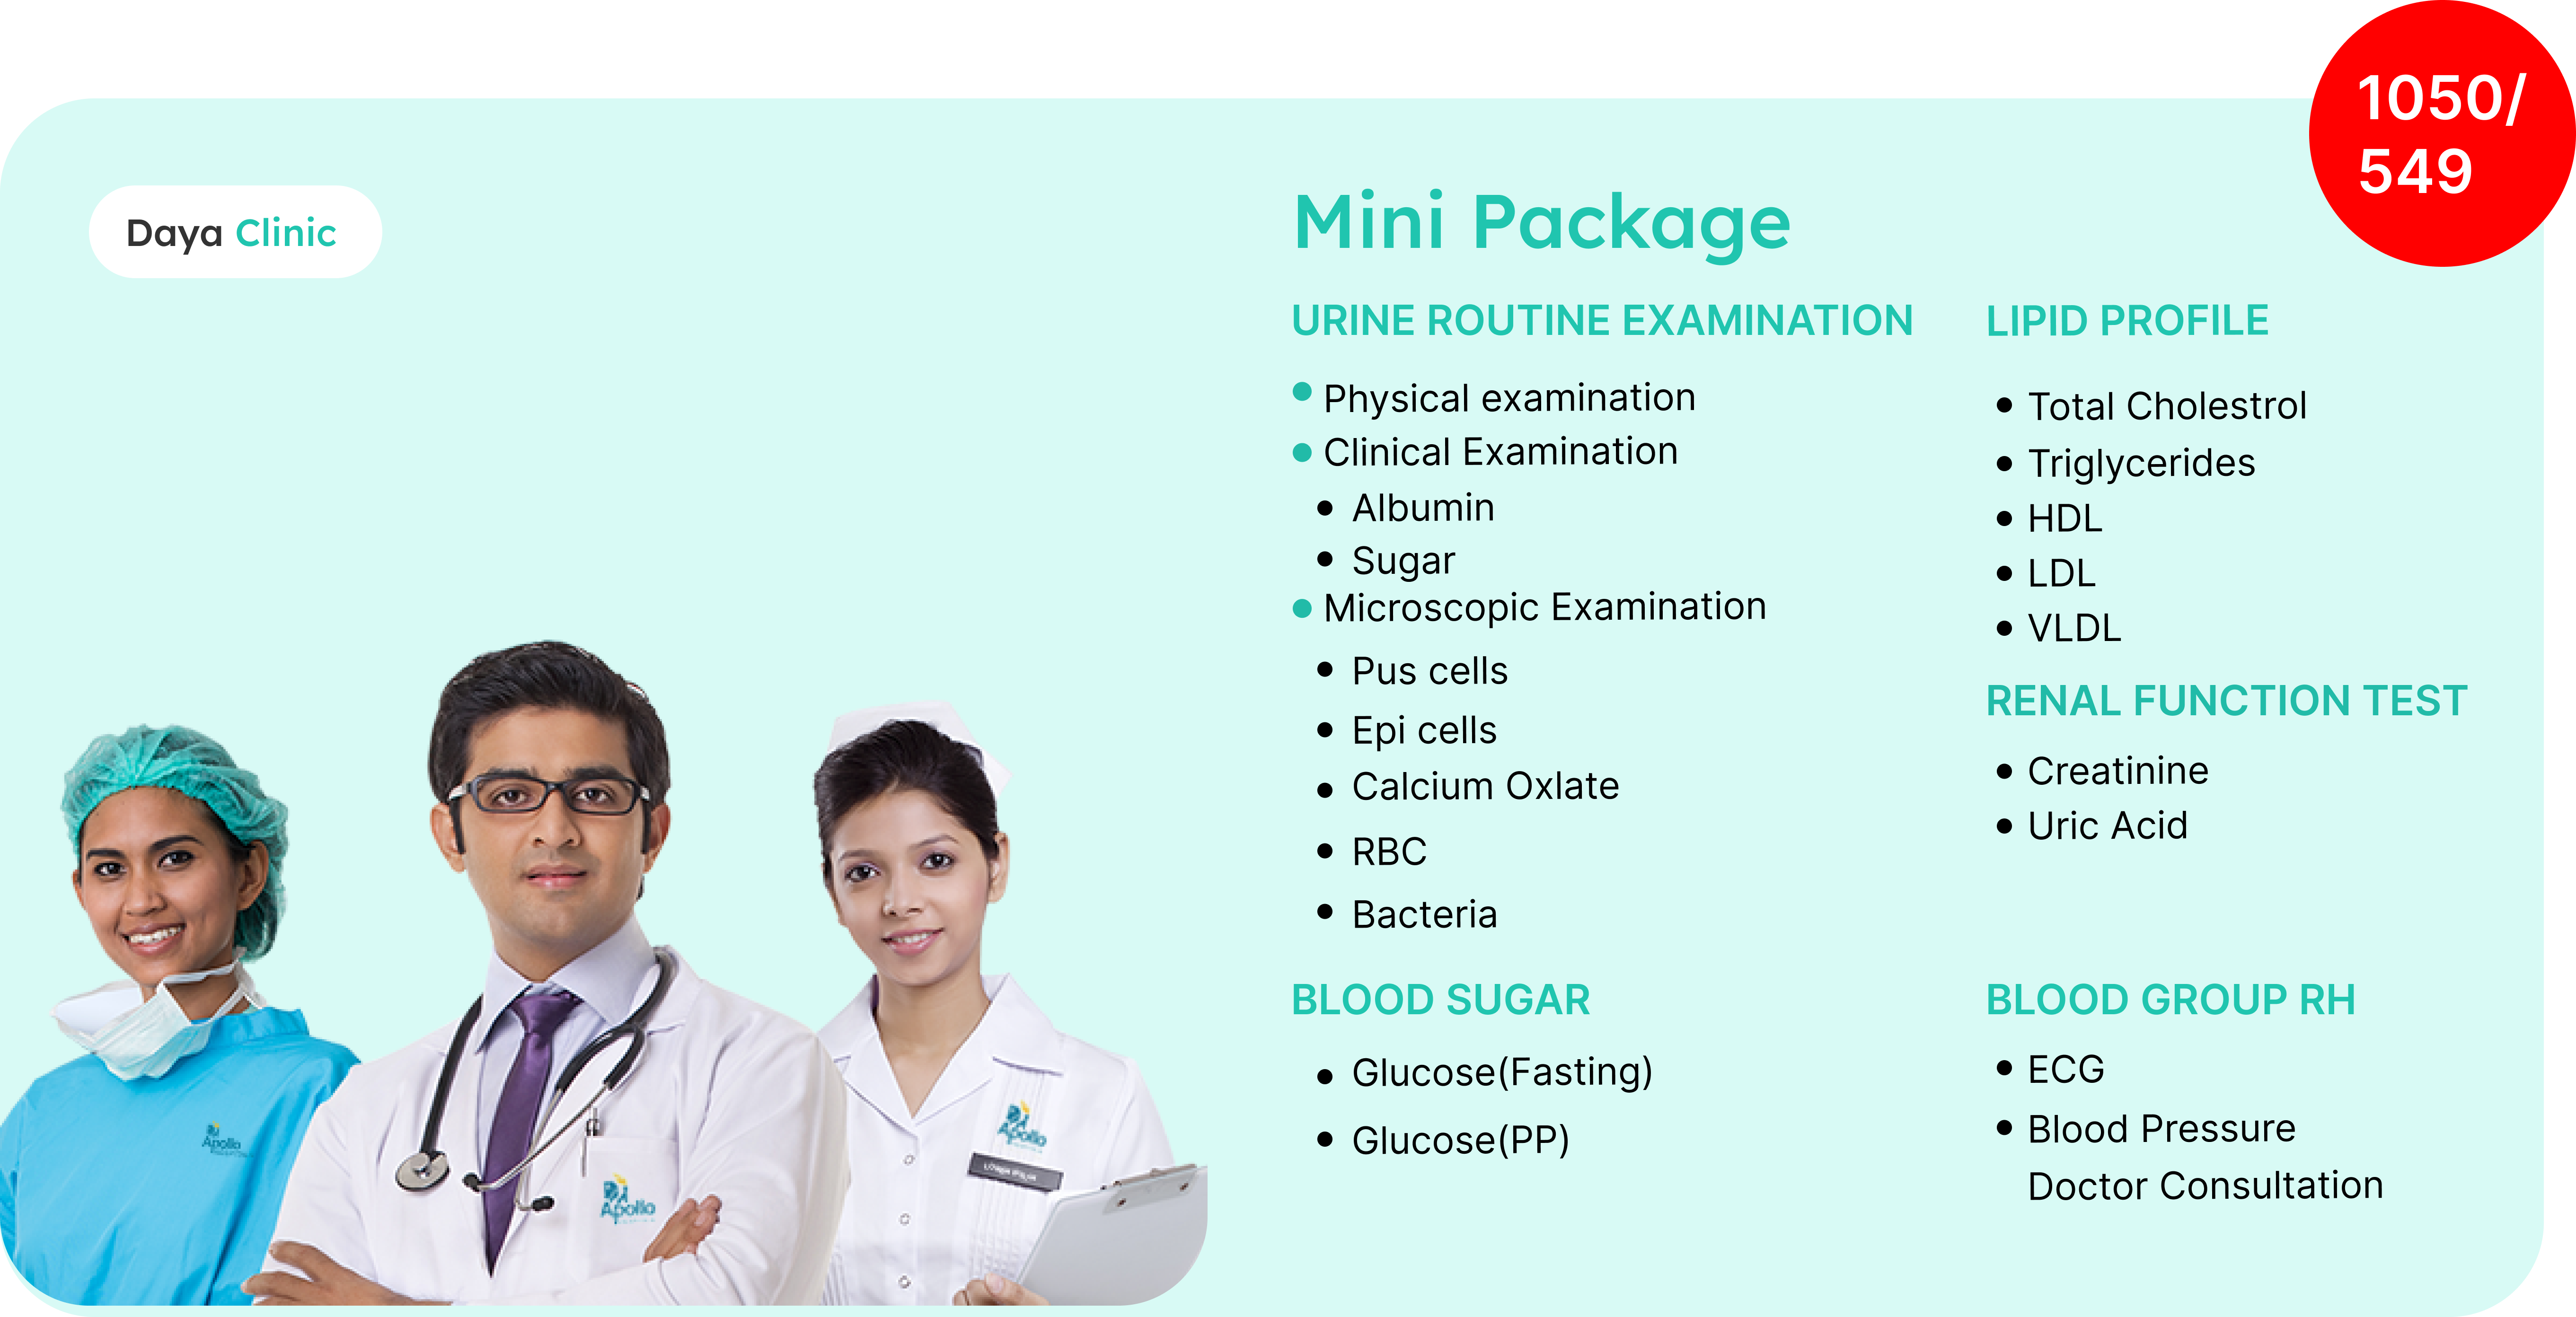 1050/
549
Daya Clinic
Mini Package
URINE ROUTINE EXAMINATION
Physical examination
Clinical Examination
Albumin
Sugar
Microscopic Examination
Pus cells
Epi cells
Calcium Oxlate
RBC
Bacteria
BLOOD SUGAR
Glucose(Fasting)
Glucose(PP)
LIPID PROFILE
Total Cholestrol
Triglycerides
HDL
LDL
VLDL
RENAL FUNCTION TEST
Creatinine
Uric Acid
BLOOD GROUP RH
ECG
Blood Pressure
Doctor Consultation
Apollo
Apollo
Apollo